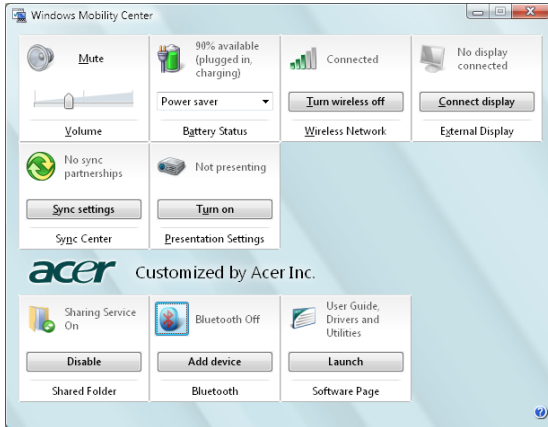 Windows Mobility Center
Mute
Volume
90% available
(plugged in,
charging)
Power saver
Battery Status
Connected
Turn wireless off
Wireless Network
No display
connected
Connect display
External Display
No sync
partnerships
Sync settings
Sync Center
Not presenting
Turn on
Presentation Settings
acer Customized by Acer Inc.
Sharing Service
On
Disable
Shared Folder
Bluetooth Off
Add device
Bluetooth
User Guide,
Drivers and
Utilities
Launch
Software Page